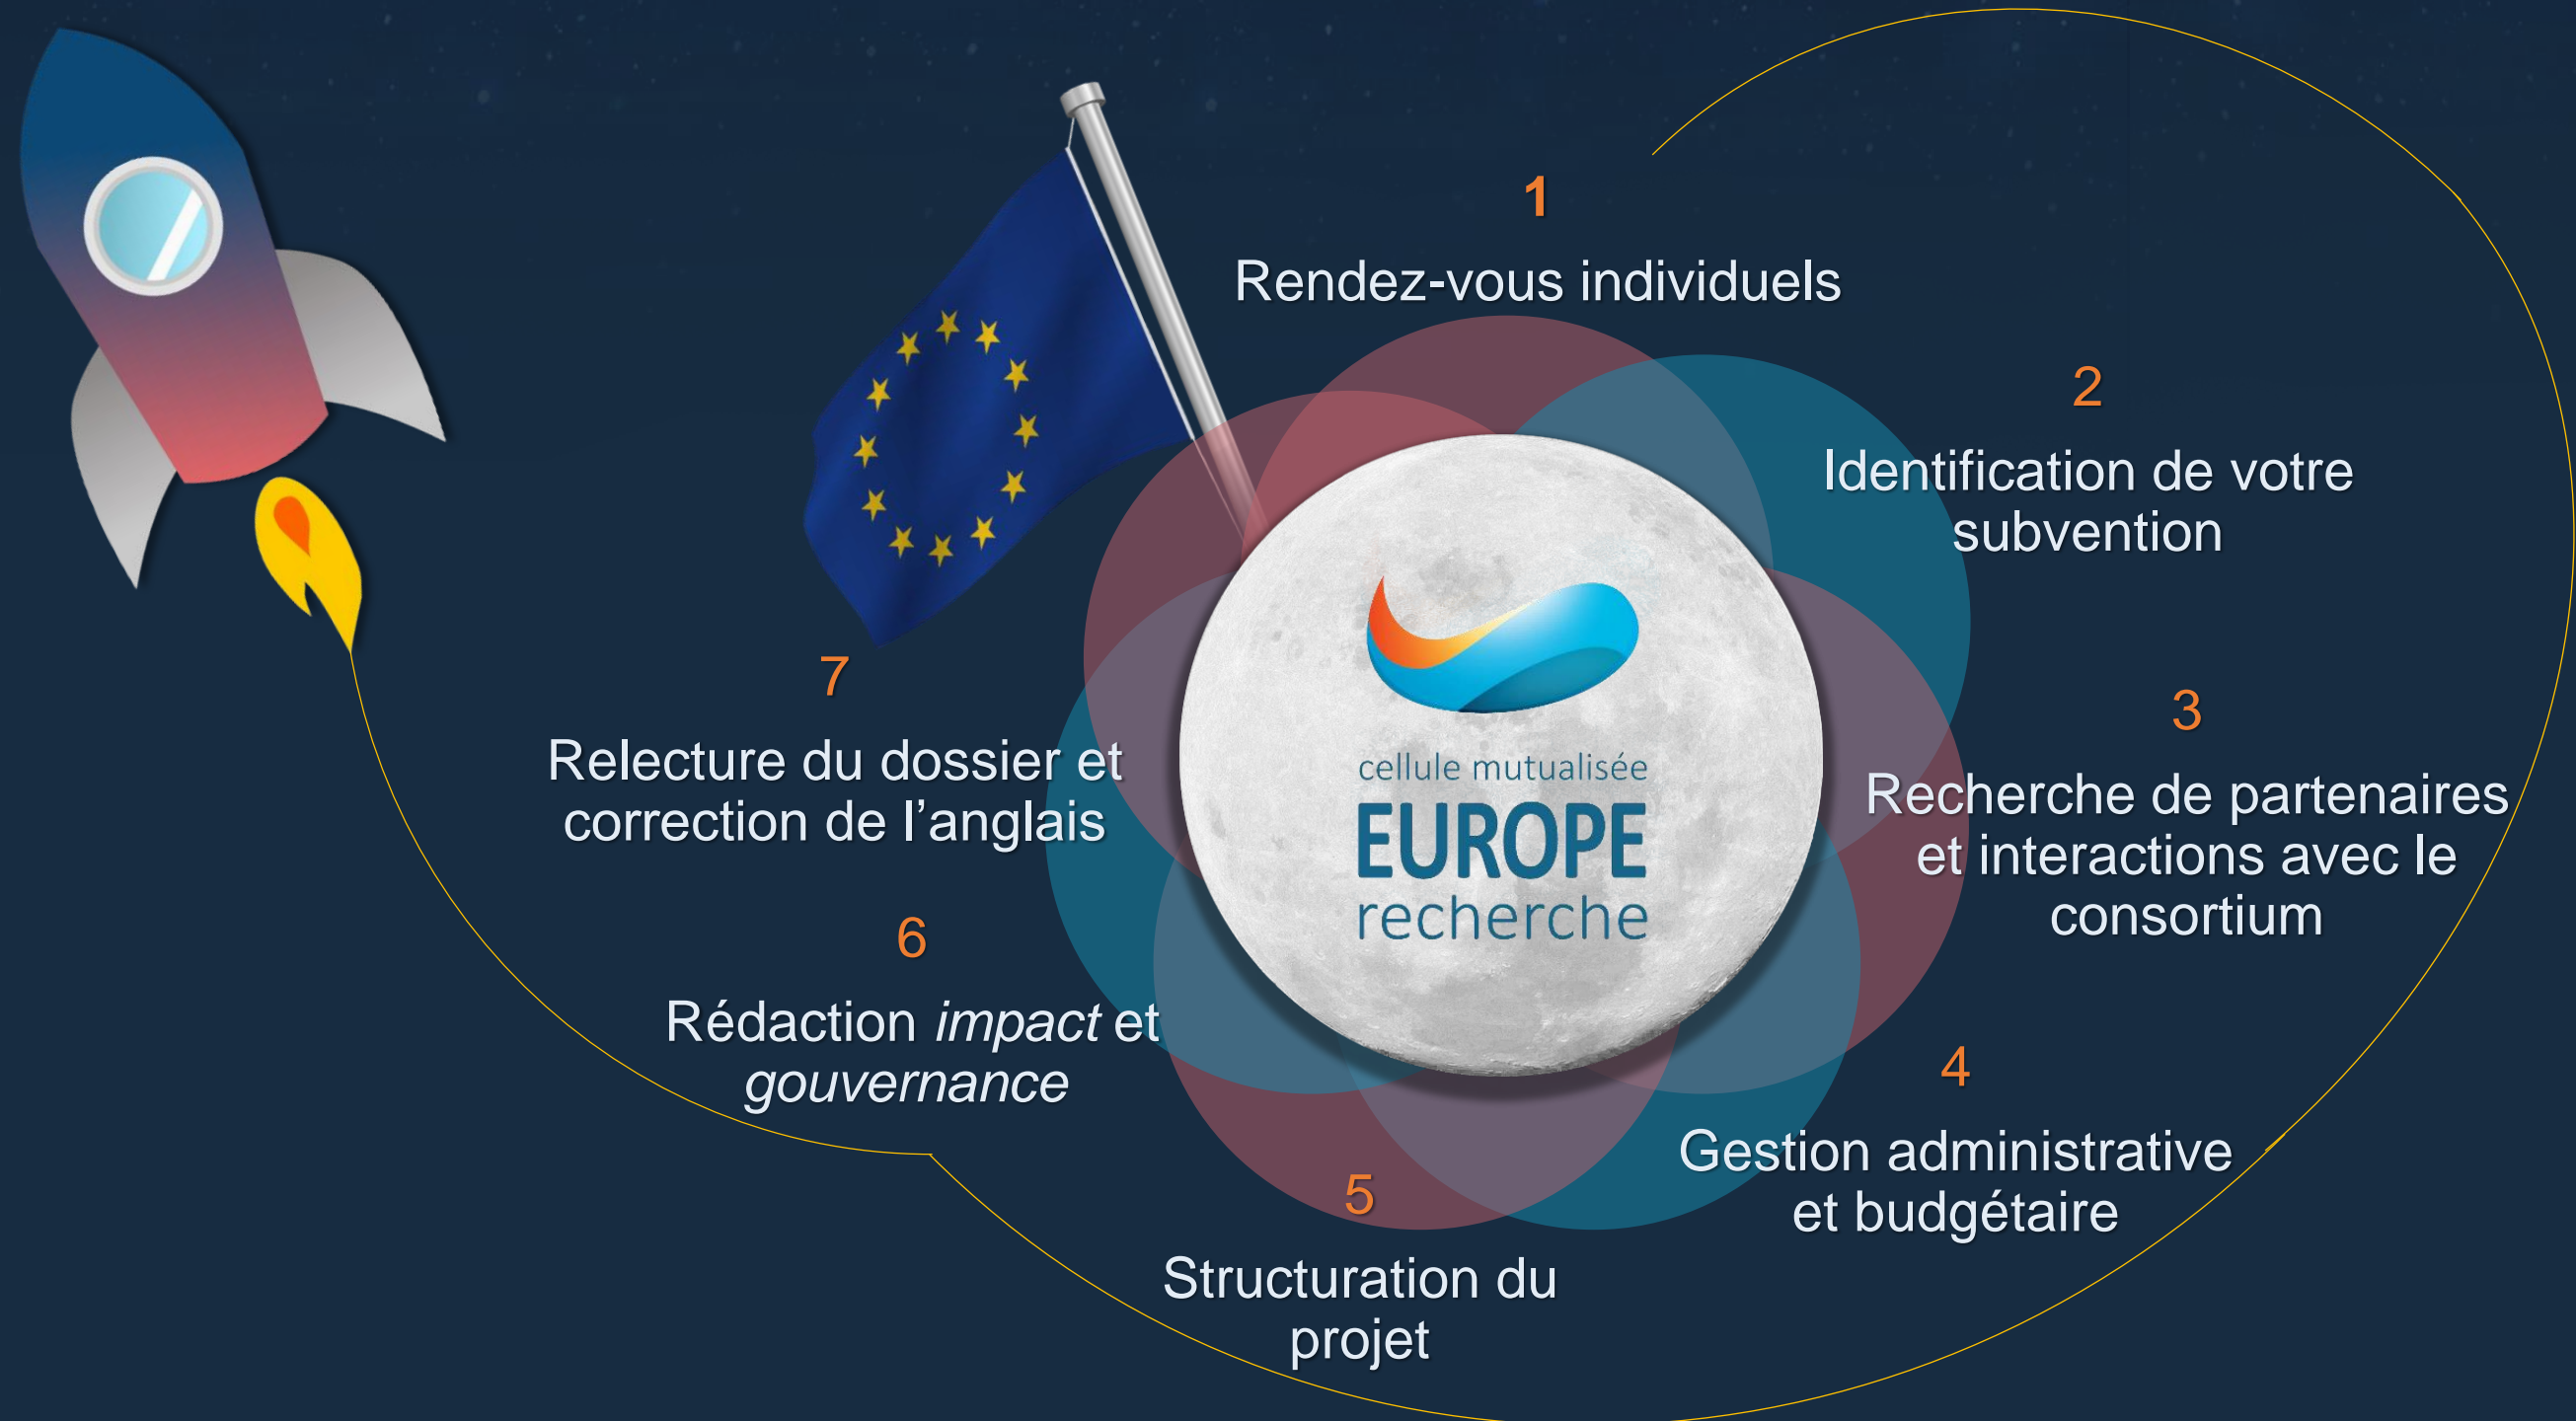 1
Rendez-vous individuels
2
Identification de votre
subvention
3
Recherche de partenaires
et interactions avec le
consortium
4
Gestion administrative
et budgétaire
5
Structuration du
projet
6
Rédaction impact et
gouvernance
7
Relecture du dossier et
correction de l’anglais
cellule mutualisée
EUROPE
recherche